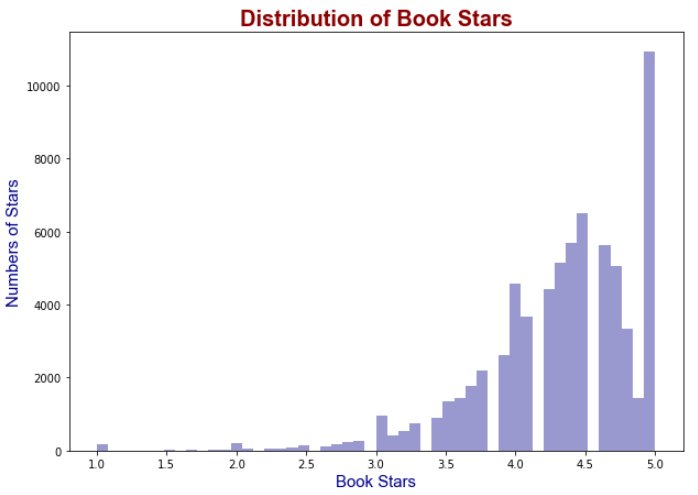 Distribution of Book Stars
Numbers of Stars
10000
8000
6000
4000
2000
0
1.0 1.5 2.0 2.5 3.0 3.5 4.0 4.5 5.0
Book Stars